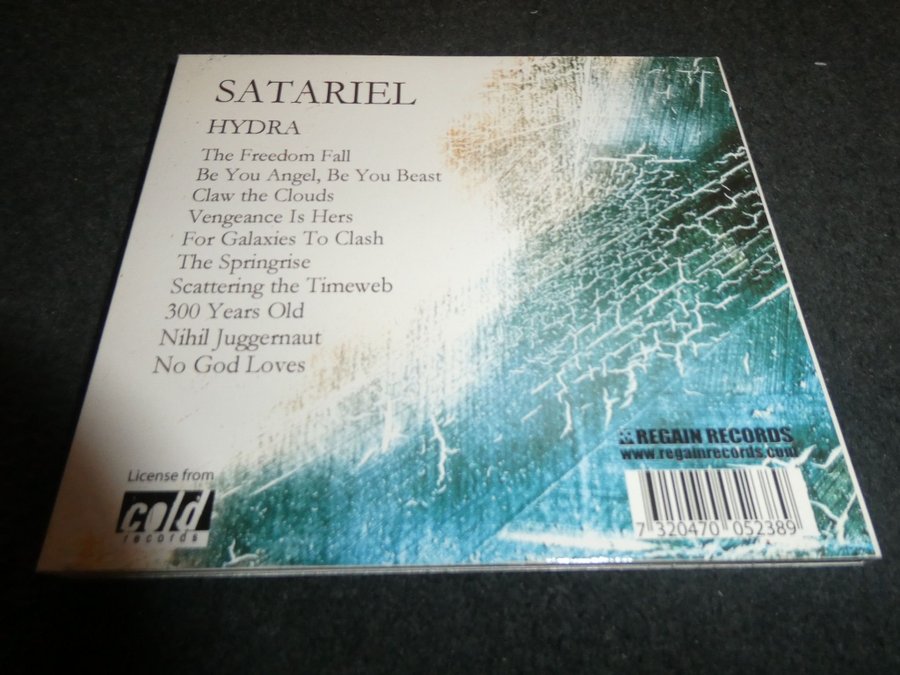 SATARIEL
HYDRA
The Freedom Fall
Be You Angel, Be You Beast
Claw the Clouds
Vengeance Is Hers
For Galaxies To Clash
The Springrise
Scattering the Timeweb
300 Years Old
Nihil Juggernaut
No God Loves
License from
cold
records
REGAIN RECORDS
www.regainrecords.com
7 320470 052389